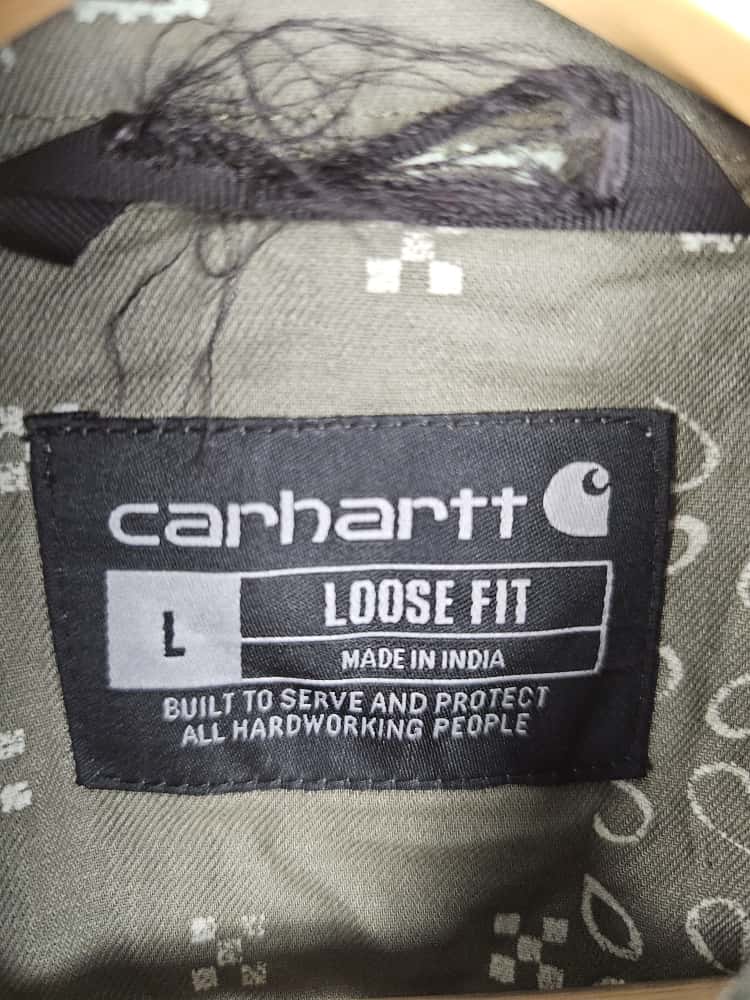 carhartt
L
LOOSE FIT
MADE IN INDIA
BUILT TO SERVE AND PROTECT
ALL HARDWORKING PEOPLE